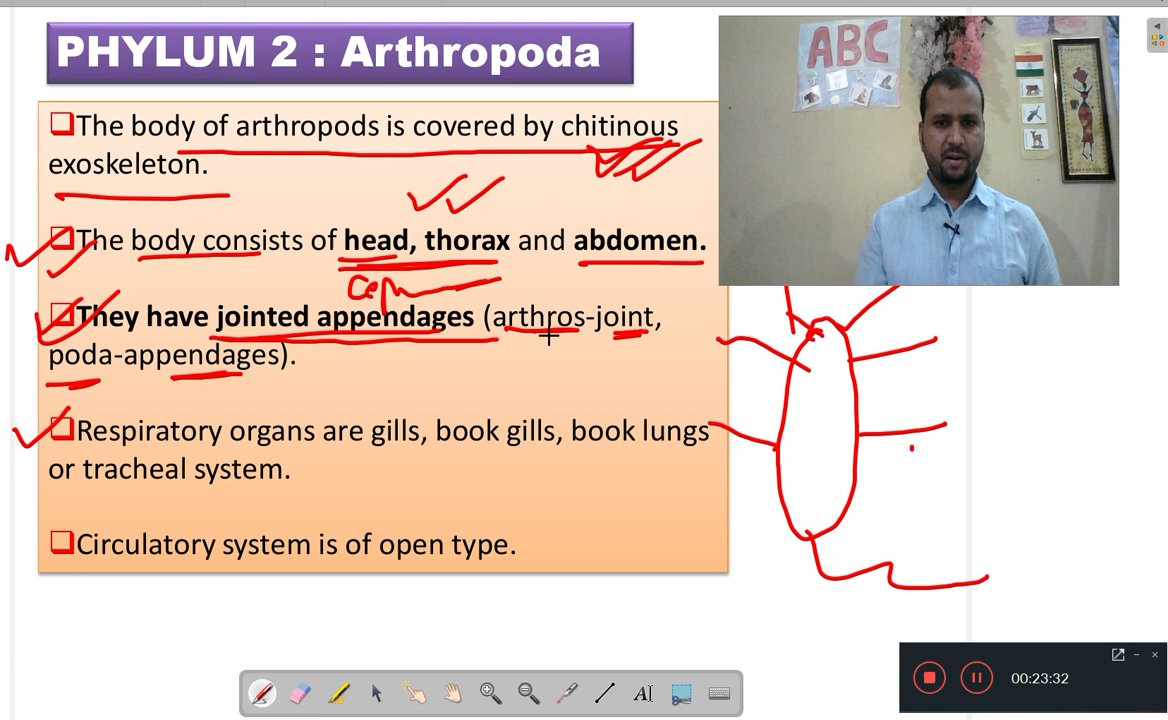 PHYLUM 2 : Arthropoda
ABC
The body of arthropods is covered by chitinous
exoskeleton.
The body consists of head, thorax and abdomen.
They have jointed appendages (arthros-joint,
poda-appendages).
Respiratory organs are gills, book gills, book lungs
or tracheal system.
Circulatory system is of open type.
AI
00:23:32